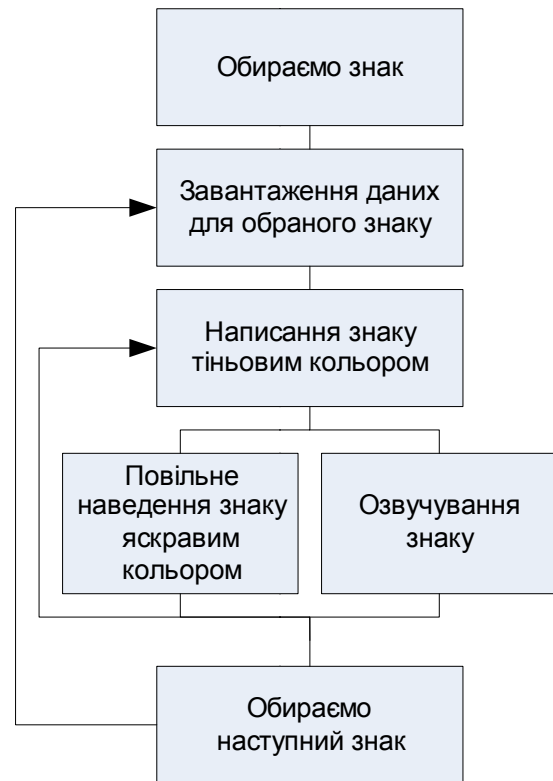 Обираємо знак
Завантаження даних
для обраного знаку
Написання знаку
тіньовим кольором
Повільне
наведення знаку
яскравим
кольором
Озвучування
знаку
Обираємо
наступний знак